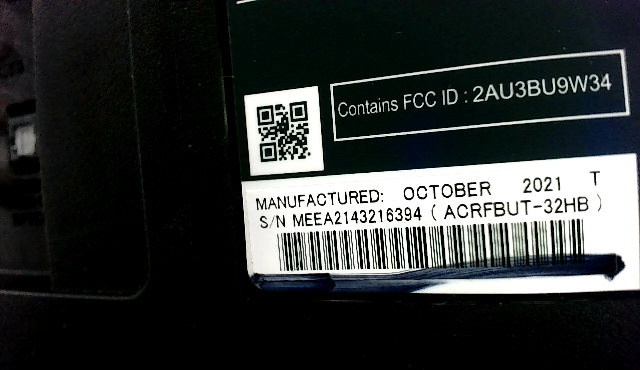 Contains FCC ID : 2AU3BU9W34
MANUFACTURED: OCTOBER 2021 T
S/N MEEA2143216394 ( ACRFBUT-32HB )